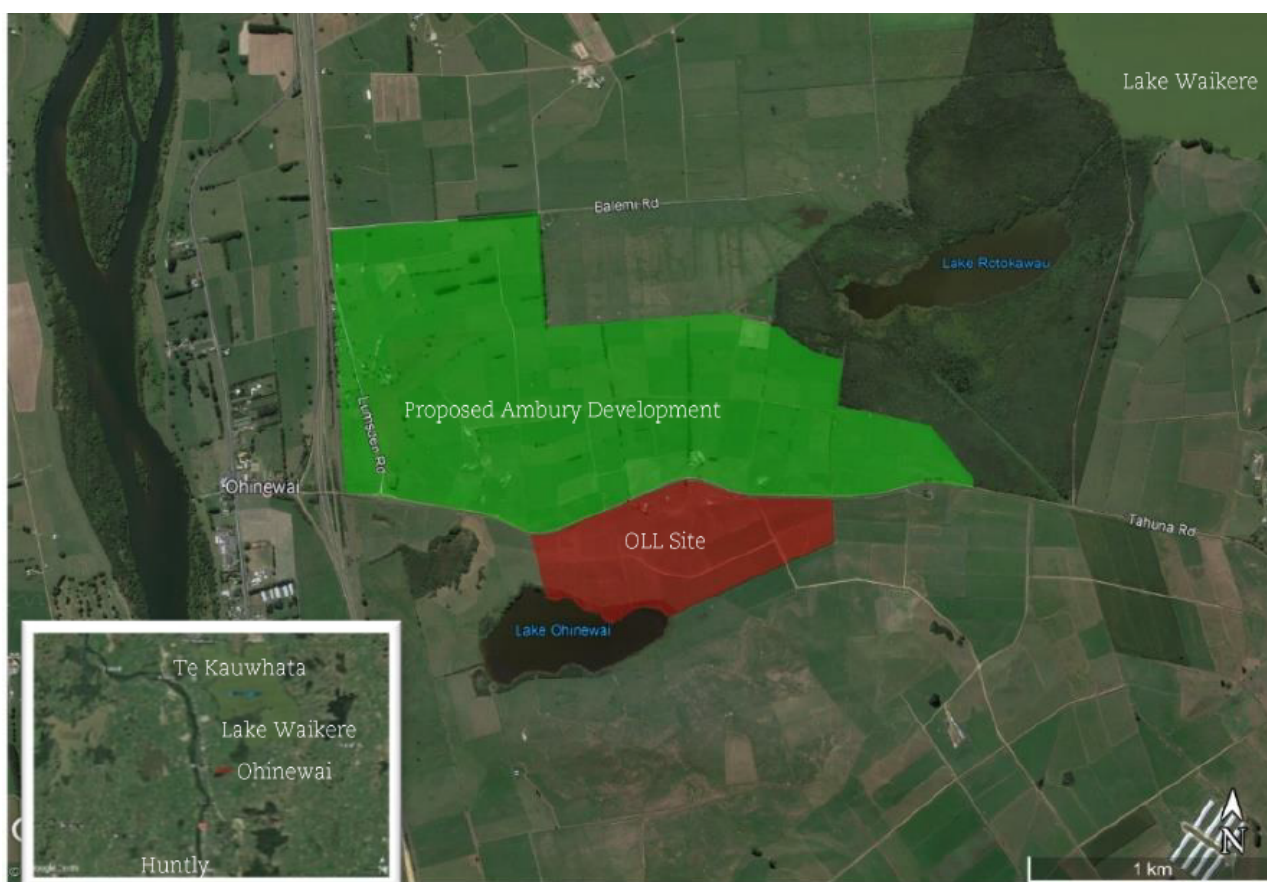 Lake Waikere
Balemi Rd
Lake Rotokawau
Proposed Ambury Development
Lumsden Rd
Ohinewai
OLL Site
Tahuna Rd
Lake Ohinewai
Te Kauwhata
Lake Waikere
Ohinewai
Huntly
N
1 km